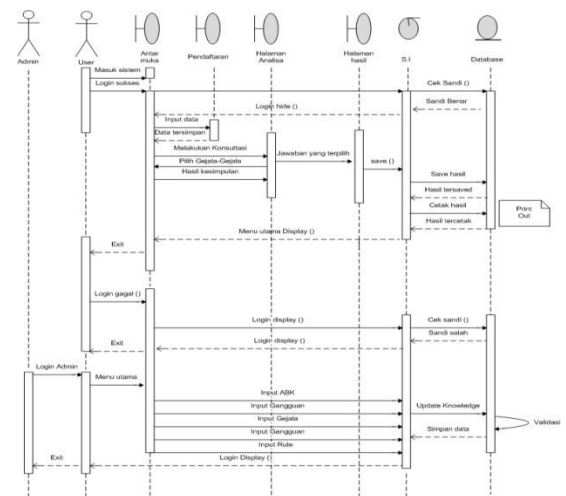 Admin
User
Antar
muka
Pendaftaran
Halaman
Analisa
Halaman
hasil
S.I
Database
Masuk sistem
Login sukses
Cek Sandi ()
Sandi Benar
Login hide ()
Input data
Data tersimpan
Melakukan Konsultasi
Pilih Gejala-Gejala
Hasil kesimpulan
Jawaban yang terpilih
save ()
Save hasil
Hasil tersaved
Cetak hasil
Hasil tercetak
Print
Out
Menu utama Display ()
Exit
Login gagal ()
Login display ()
Cek sandi ()
Sandi salah
Login display ()
Exit
Login Admin
Menu utama
Input ABK
Input Gangguan
Input Gejala
Input Gangguan
Input Rule
Update Knowledge
Validasi
Simpan data
Login Display ()
Exit